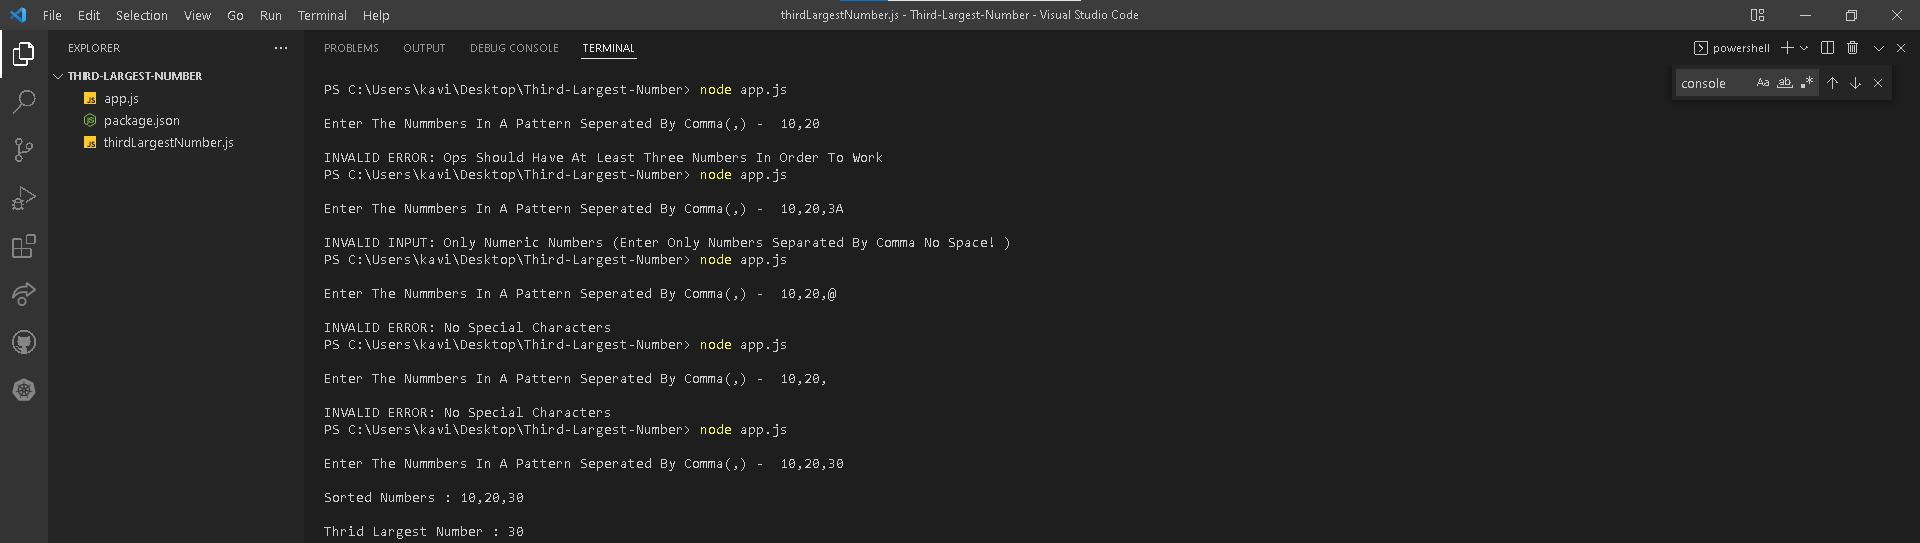 File Edit Selection View Go Run Terminal Help
thirdLargestNumber.js - Third-Largest-Number - Visual Studio Code
EXPLORER
THIRD-LARGEST-NUMBER
JS app.js
package.json
JS thirdLargestNumber.js
PROBLEMS OUTPUT DEBUG CONSOLE TERMINAL
powershell
console Aa ab .*
PS C:\Users\kavi\Desktop\Third-Largest-Number> node app.js
Enter The Nummbers In A Pattern Seperated By Comma(,) - 10,20
INVALID ERROR: Ops Should Have At Least Three Numbers In Order To Work
PS C:\Users\kavi\Desktop\Third-Largest-Number> node app.js
Enter The Nummbers In A Pattern Seperated By Comma(,) - 10,20,3A
INVALID INPUT: Only Numeric Numbers (Enter Only Numbers Separated By Comma No Space! )
PS C:\Users\kavi\Desktop\Third-Largest-Number> node app.js
Enter The Nummbers In A Pattern Seperated By Comma(,) - 10,20,@
INVALID ERROR: No Special Characters
PS C:\Users\kavi\Desktop\Third-Largest-Number> node app.js
Enter The Nummbers In A Pattern Seperated By Comma(,) - 10,20,
INVALID ERROR: No Special Characters
PS C:\Users\kavi\Desktop\Third-Largest-Number> node app.js
Enter The Nummbers In A Pattern Seperated By Comma(,) - 10,20,30
Sorted Numbers : 10,20,30
Thrid Largest Number : 30